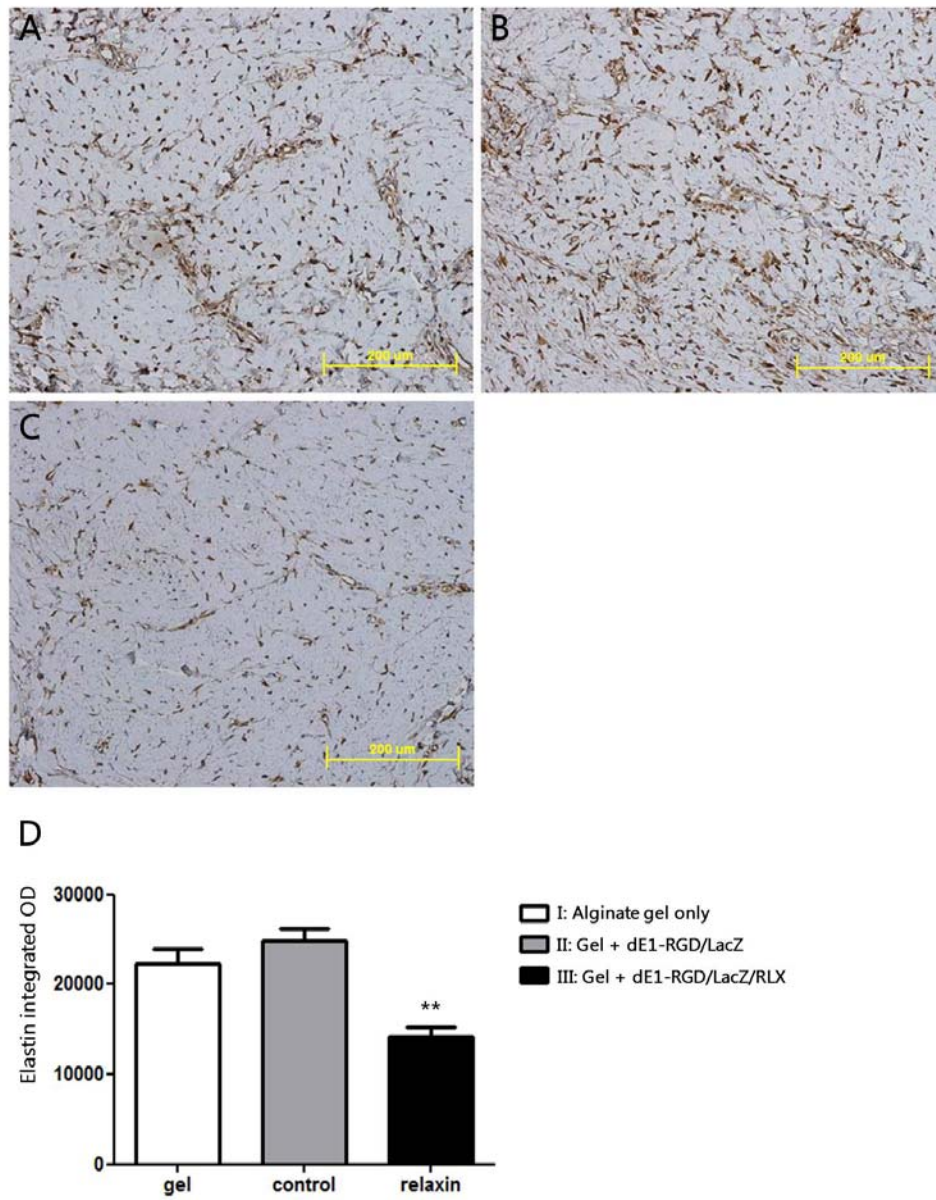 A
B
200 um
200 um
C
200 um
D
Elastin integrated OD
30000
20000
10000
0
**
gel
control
relaxin
I: Alginate gel only
II: Gel + dE1-RGD/LacZ
III: Gel + dE1-RGD/LacZ/RLX